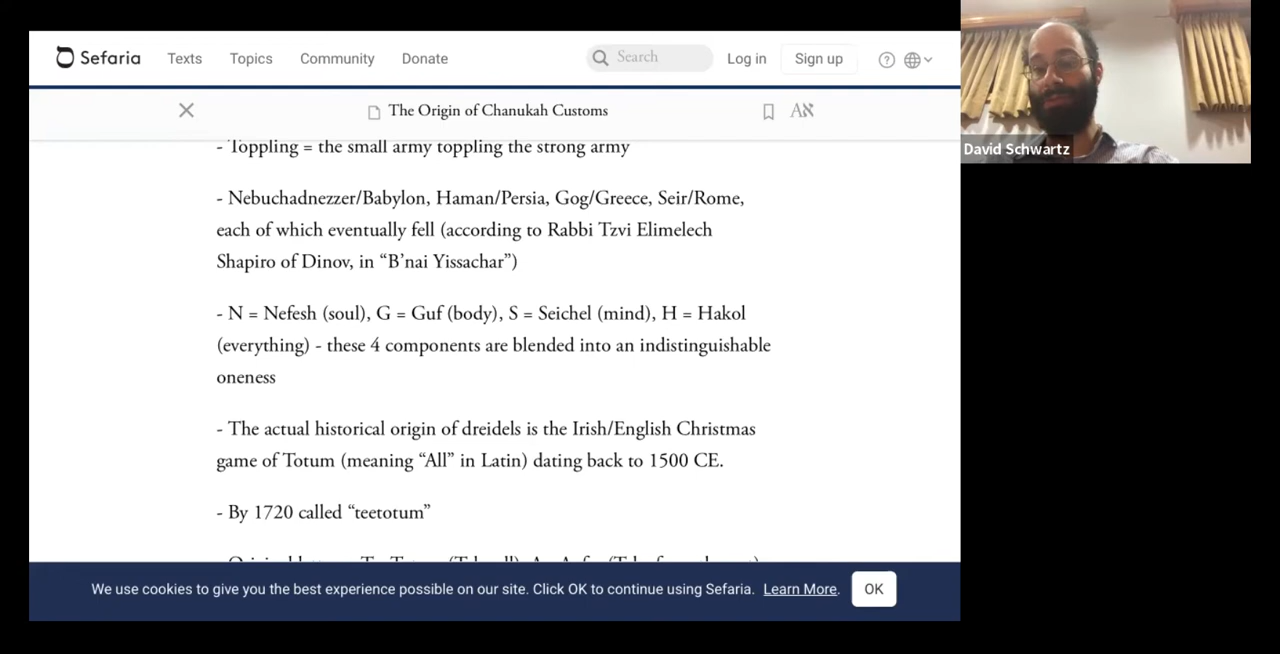 Sefaria Texts Topics Community Donate Search Log in Sign up
The Origin of Chanukah Customs Aא
David Schwartz
- Toppling = the small army toppling the strong army
- Nebuchadnezzer/Babylon, Haman/Persia, Gog/Greece, Seir/Rome,
each of which eventually fell (according to Rabbi Tzvi Elimelech
Shapiro of Dinov, in “B’nai Yissachar”)
- N = Nefesh (soul), G = Guf (body), S = Seichel (mind), H = Hakol
(everything) - these 4 components are blended into an indistinguishable
oneness
- The actual historical origin of dreidels is the Irish/English Christmas
game of Totum (meaning “All” in Latin) dating back to 1500 CE.
- By 1720 called “teetotum”
We use cookies to give you the best experience possible on our site. Click OK to continue using Sefaria. Learn More. OK